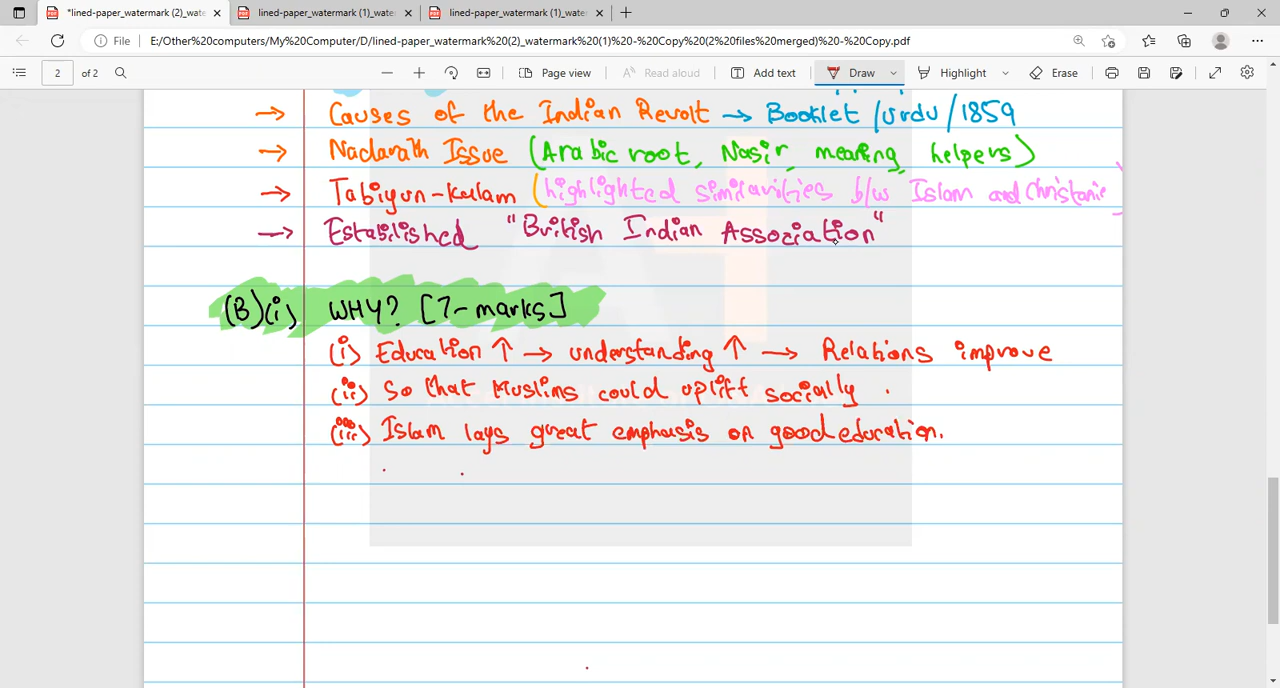 *lined-paper_watermark (2)_wate lined-paper_watermark (1)_wate lined-paper_watermark (1)_wate
File E:/Other%20computers/My%20Computer/D/lined-paper_watermark%20(2)_watermark%20(1)%20-%20Copy%20(2%20files%20merged)%20-%20Copy.pdf
2 of 2 Page view Read aloud Add text Draw Highlight Erase
→ Causes of the Indian Revolt → Booklet /Urdu / 1859
→ Nadarath Issue (Arabic root, Nasir, meaning helpers)
→ Tabiyun-Kullam (highlighted similarities b/w Islam and Christanie)
→ Established "British Indian Association"
(B)(i) WHY? [7-marks]
(i) Education ↑ → understanding ↑ → Relations improve
(ii) So that Muslims could uplift socially .
(iii) Islam lays great emphasis on good education.